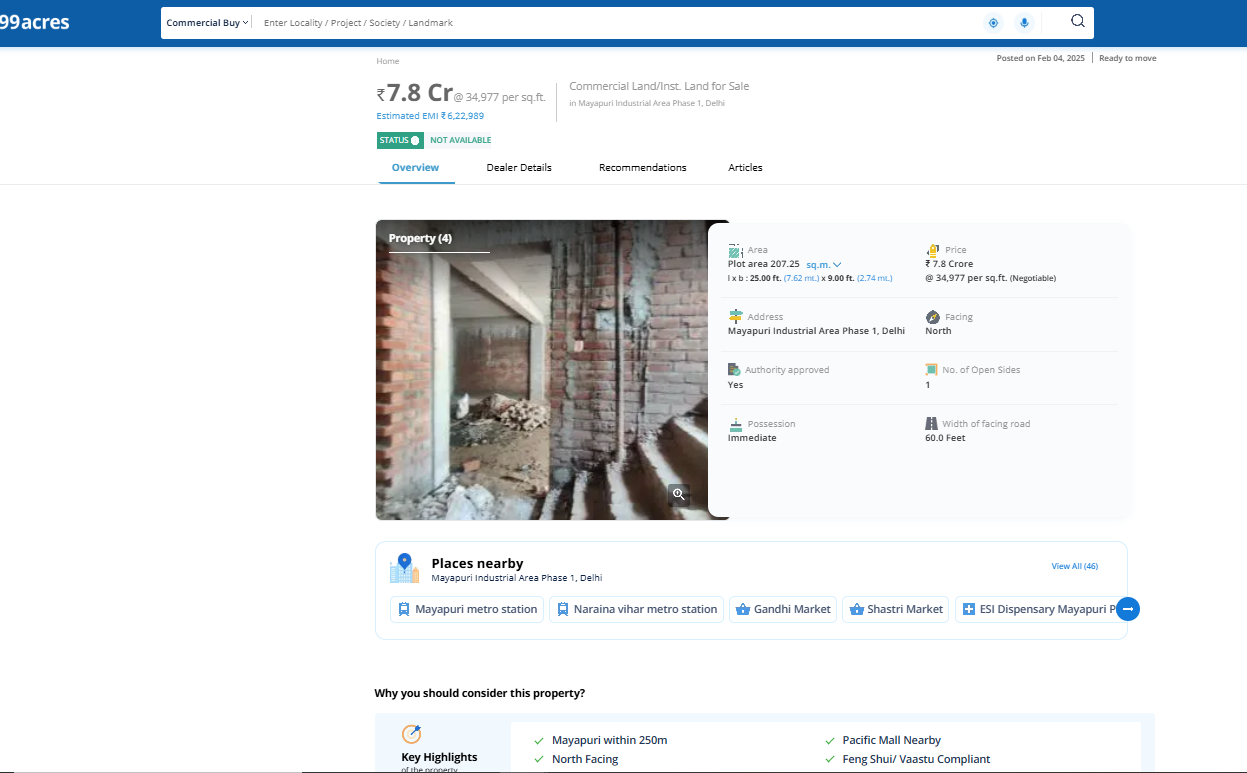 99acres
Commercial Buy
Enter Locality / Project / Society / Landmark
Home
Posted on Feb 04, 2025
Ready to move
₹7.8 Cr @ 34,977 per sq.ft.
Estimated EMI ₹6,22,989
Commercial Land/Inst. Land for Sale
in Mayapuri Industrial Area Phase 1, Delhi
STATUS NOT AVAILABLE
Overview
Dealer Details
Recommendations
Articles
Property (4)
Area
Plot area 207.25 sq.m.
l x b : 25.00 ft. (7.62 mt.) x 9.00 ft. (2.74 mt.)
Price
₹ 7.8 Crore
@ 34,977 per sq.ft. (Negotiable)
Address
Mayapuri Industrial Area Phase 1, Delhi
Facing
North
Authority approved
Yes
No. of Open Sides
1
Possession
Immediate
Width of facing road
60.0 Feet
Places nearby
Mayapuri Industrial Area Phase 1, Delhi
View All (46)
Mayapuri metro station
Naraina vihar metro station
Gandhi Market
Shastri Market
ESI Dispensary Mayapuri P
Why you should consider this property?
Key Highlights
of the property
Mayapuri within 250m
Pacific Mall Nearby
North Facing
Feng Shui/ Vaastu Compliant